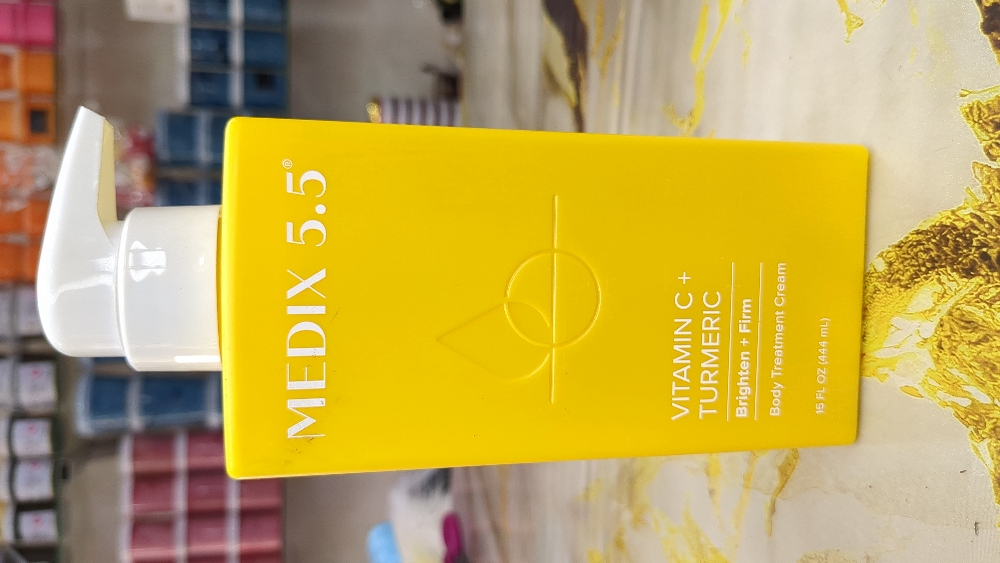 MEDIX 5.5®
VITAMIN C +
TURMERIC
Brighten + Firm
Body Treatment Cream
15 FL OZ (444 mL)